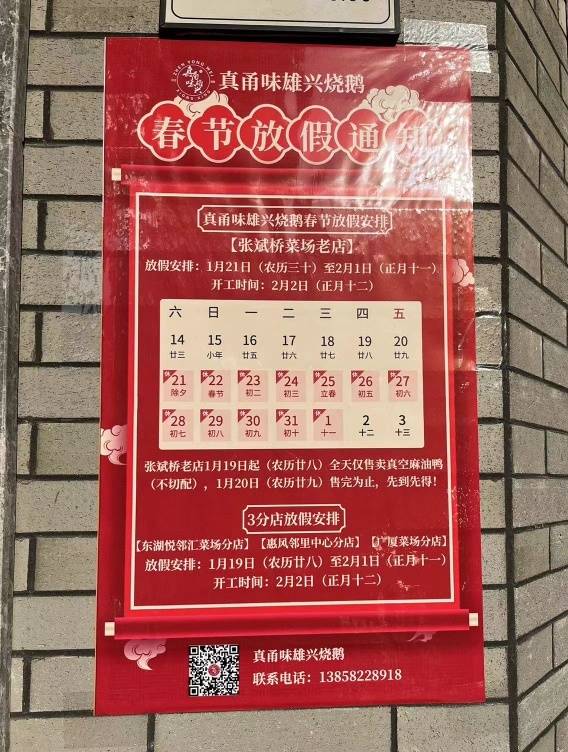 真甬味雄兴烧鹅
春节放假通知
真甬味雄兴烧鹅春节放假安排
【张斌桥菜场老店】
放假安排：1月21日（农历三十）至2月1日（正月十一）
开工时间：2月2日（正月十二）
六 日 一 二 三 四 五
14 15 16 17 18 19 20
廿三 小年 廿五 廿六 廿七 廿八 廿九
休 休 休 休 休 休 休
21 22 23 24 25 26 27
除夕 春节 初二 初三 立春 初五 初六
休 休 休 休 休
28 29 30 31 1 2 3
初七 初八 初九 初十 十一 十二 十三
张斌桥老店1月19日起（农历廿八）全天仅售卖真空麻油鸭
（不切配），1月20日（农历廿九）售完为止，先到先得！
3分店放假安排
【东湖悦邻汇菜场分店】【惠风邻里中心分店】【广厦菜场分店】
放假安排：1月19日（农历廿八）至2月1日（正月十一）
开工时间：2月2日（正月十二）
真甬味雄兴烧鹅
联系电话：13858228918